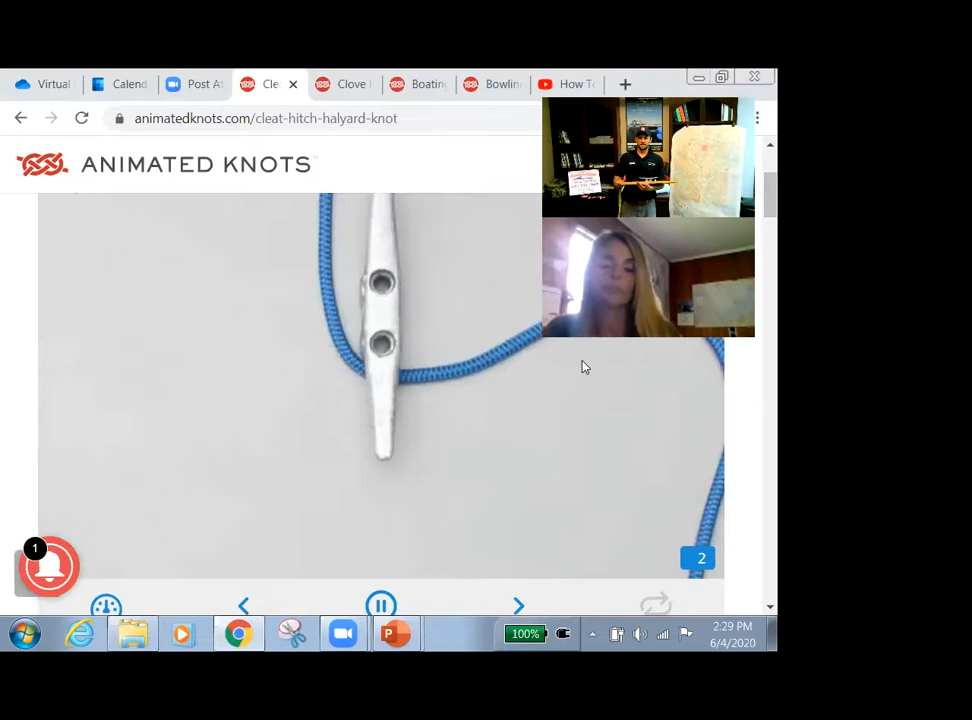 Virtual
Calend
Post At
Cle
Clove
Boatin
Bowlin
How To
animatedknots.com/cleat-hitch-halyard-knot
ANIMATED KNOTS
2
1
100%
2:29 PM
6/4/2020